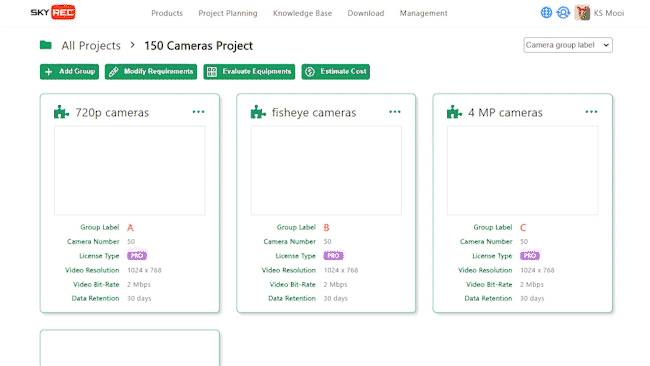 SKY REC
Products Project Planning Knowledge Base Download Management KS Mooi
All Projects > 150 Cameras Project
Camera group label
Add Group Modify Requirements Evaluate Equipments Estimate Cost
720p cameras
Group Label A
Camera Number 50
License Type PRO
Video Resolution 1024 x 768
Video Bit-Rate 2 Mbps
Data Retention 30 days
fisheye cameras
Group Label B
Camera Number 50
License Type PRO
Video Resolution 1024 x 768
Video Bit-Rate 2 Mbps
Data Retention 30 days
4 MP cameras
Group Label C
Camera Number 50
License Type PRO
Video Resolution 1024 x 768
Video Bit-Rate 2 Mbps
Data Retention 30 days